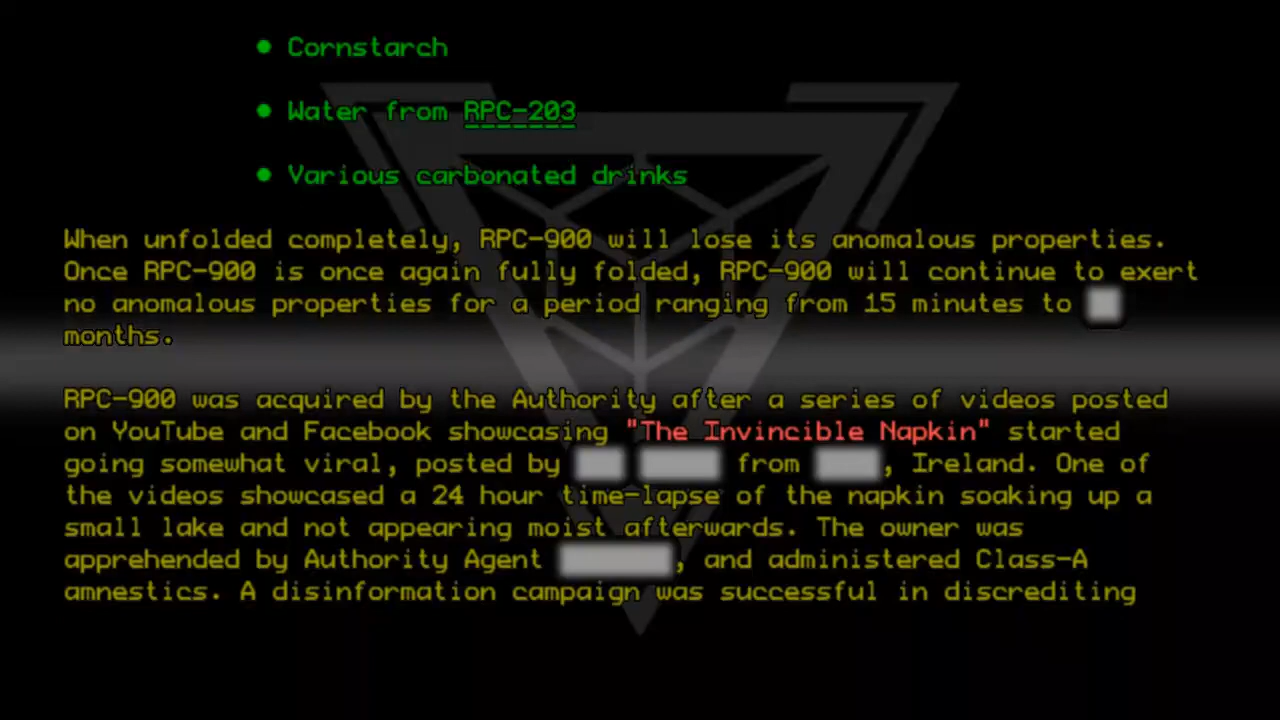 ● Cornstarch
● Water from RPC-203
● Various carbonated drinks
When unfolded completely, RPC-900 will lose its anomalous properties.
Once RPC-900 is once again fully folded, RPC-900 will continue to exert
no anomalous properties for a period ranging from 15 minutes to
months.
RPC-900 was acquired by the Authority after a series of videos posted
on YouTube and Facebook showcasing "The Invincible Napkin" started
going somewhat viral, posted by from , Ireland. One of
the videos showcased a 24 hour time-lapse of the napkin soaking up a
small lake and not appearing moist afterwards. The owner was
apprehended by Authority Agent , and administered Class-A
amnestics. A disinformation campaign was successful in discrediting